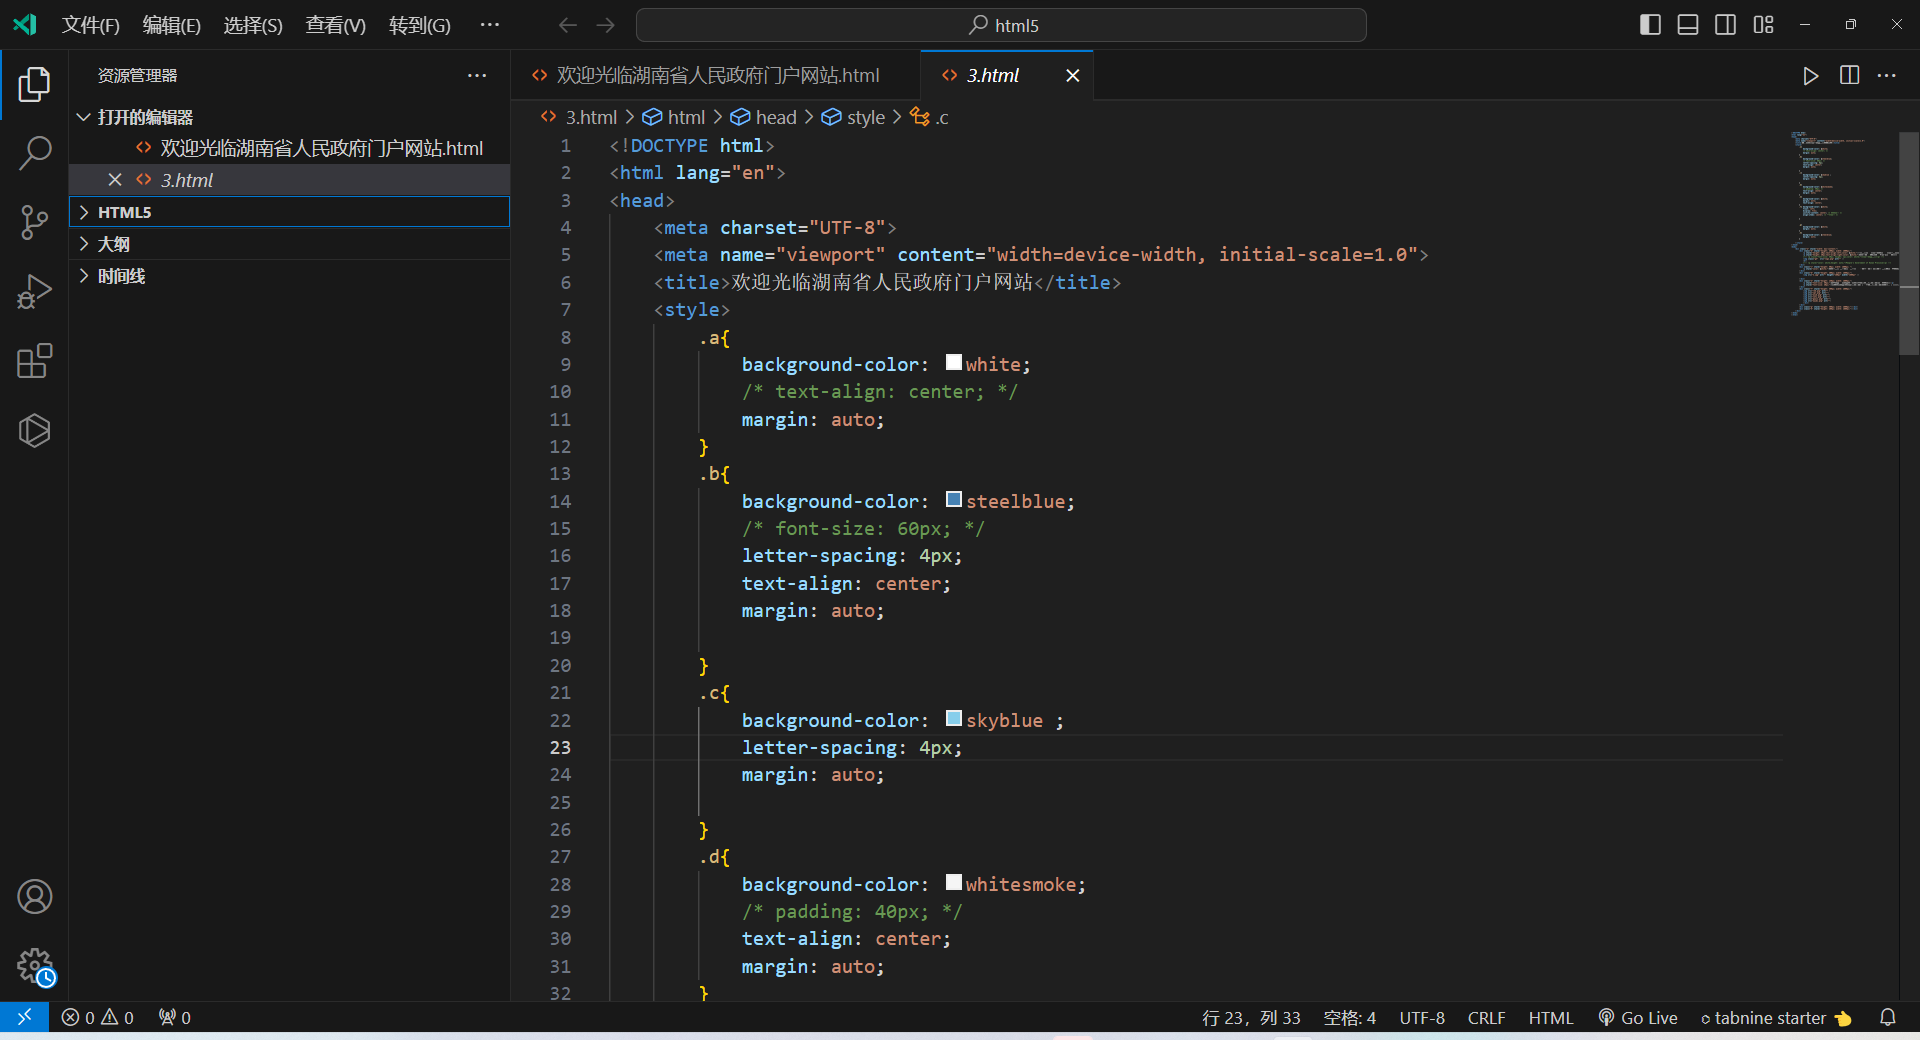 文件(F) 编辑(E) 选择(S) 查看(V) 转到(G) ··· html5
资源管理器 ···
打开的编辑器
欢迎光临湖南省人民政府门户网站.html
3.html
HTML5
大纲
时间线
欢迎光临湖南省人民政府门户网站.html 3.html
3.html > html > head > style > .c
1 <!DOCTYPE html>
2 <html lang="en">
3 <head>
4 <meta charset="UTF-8">
5 <meta name="viewport" content="width=device-width, initial-scale=1.0">
6 <title>欢迎光临湖南省人民政府门户网站</title>
7 <style>
8 .a{
9 background-color: white;
10 /* text-align: center; */
11 margin: auto;
12 }
13 .b{
14 background-color: steelblue;
15 /* font-size: 60px; */
16 letter-spacing: 4px;
17 text-align: center;
18 margin: auto;
19
20 }
21 .c{
22 background-color: skyblue ;
23 letter-spacing: 4px;
24 margin: auto;
25
26 }
27 .d{
28 background-color: whitesmoke;
29 /* padding: 40px; */
30 text-align: center;
31 margin: auto;
32 }
0 0 0 行 23，列 33 空格: 4 UTF-8 CRLF HTML Go Live tabnine starter